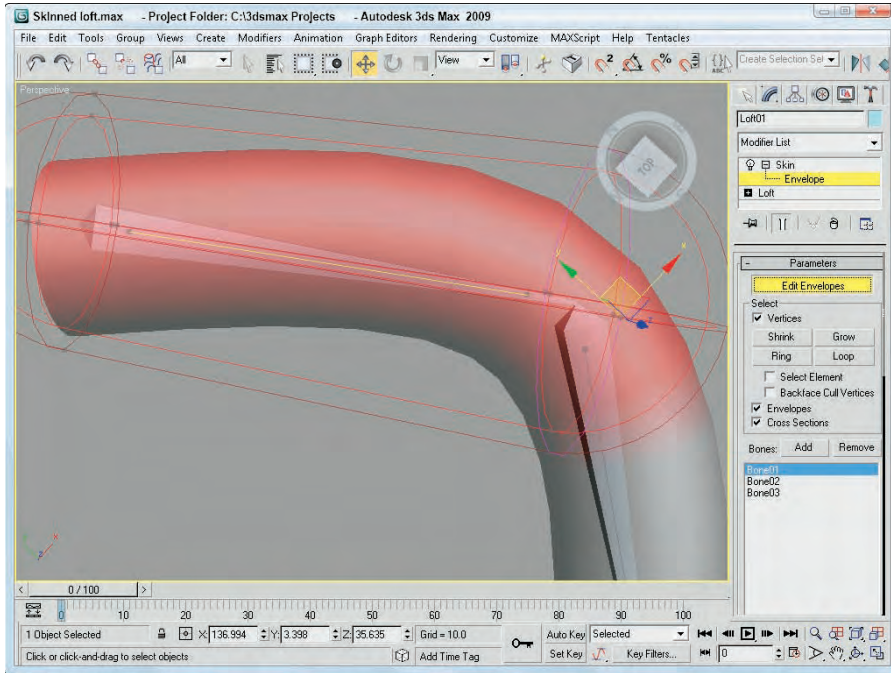 SkInned loft.max - Project Folder: C:\3dsmax Projects - Autodesk 3ds Max 2009
File Edit Tools Group Views Create Modifiers Animation Graph Editors Rendering Customize MAXScript Help Tentacles
All View Create Selection Set
Perspective
TOP
x
Loft01
Modifier List
Skin
Envelope
Loft
Parameters
Edit Envelopes
Select
Vertices
Shrink Grow
Ring Loop
Select Element
Backface Cull Vertices
Envelopes
Cross Sections
Bones: Add Remove
Bone01
Bone02
Bone03
0 / 100
0 10 20 30 40 50 60 70 80 90 100
1 Object Selected X: 136.994 Y: 3.398 Z: 35.635 Grid = 10.0 Auto Key Selected
Click or click-and-drag to select objects Add Time Tag Set Key Key Filters... 0